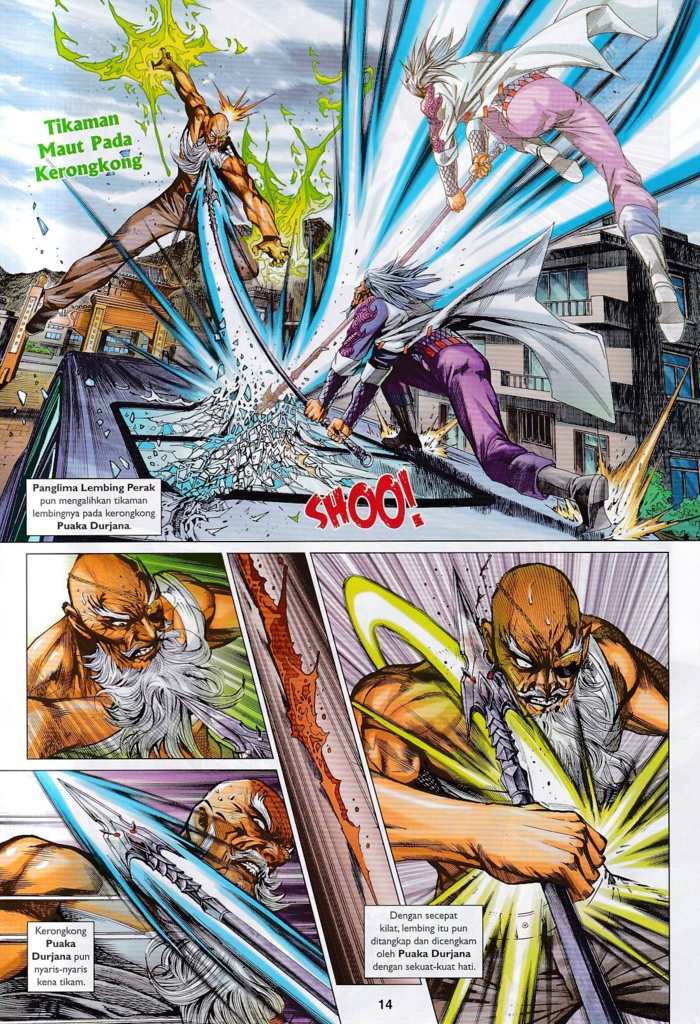 Tikaman
Maut Pada
Kerongkong
Panglima Lembing Perak
pun mengalihkan tikaman
lembingnya pada kerongkong
Puaka Durjana.
SHOO!
Kerongkong
Puaka
Durjana pun
nyaris-nyaris
kena tikam.
Dengan secepat
kilat, lembing itu pun
ditangkap dan dicengkam
oleh Puaka Durjana
dengan sekuat-kuat hati.
14